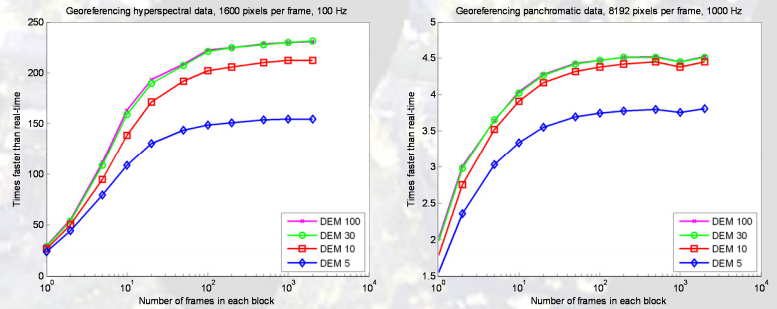 Georeferencing hyperspectral data, 1600 pixels per frame, 100 Hz
250
200
150
100
50
0
Times faster than real-time
10^0
10^1
10^2
10^3
10^4
Number of frames in each block
DEM 100
DEM 30
DEM 10
DEM 5
Georeferencing panchromatic data, 8192 pixels per frame, 1000 Hz
5
4.5
4
3.5
3
2.5
2
1.5
Times faster than real-time
10^0
10^1
10^2
10^3
10^4
Number of frames in each block
DEM 100
DEM 30
DEM 10
DEM 5